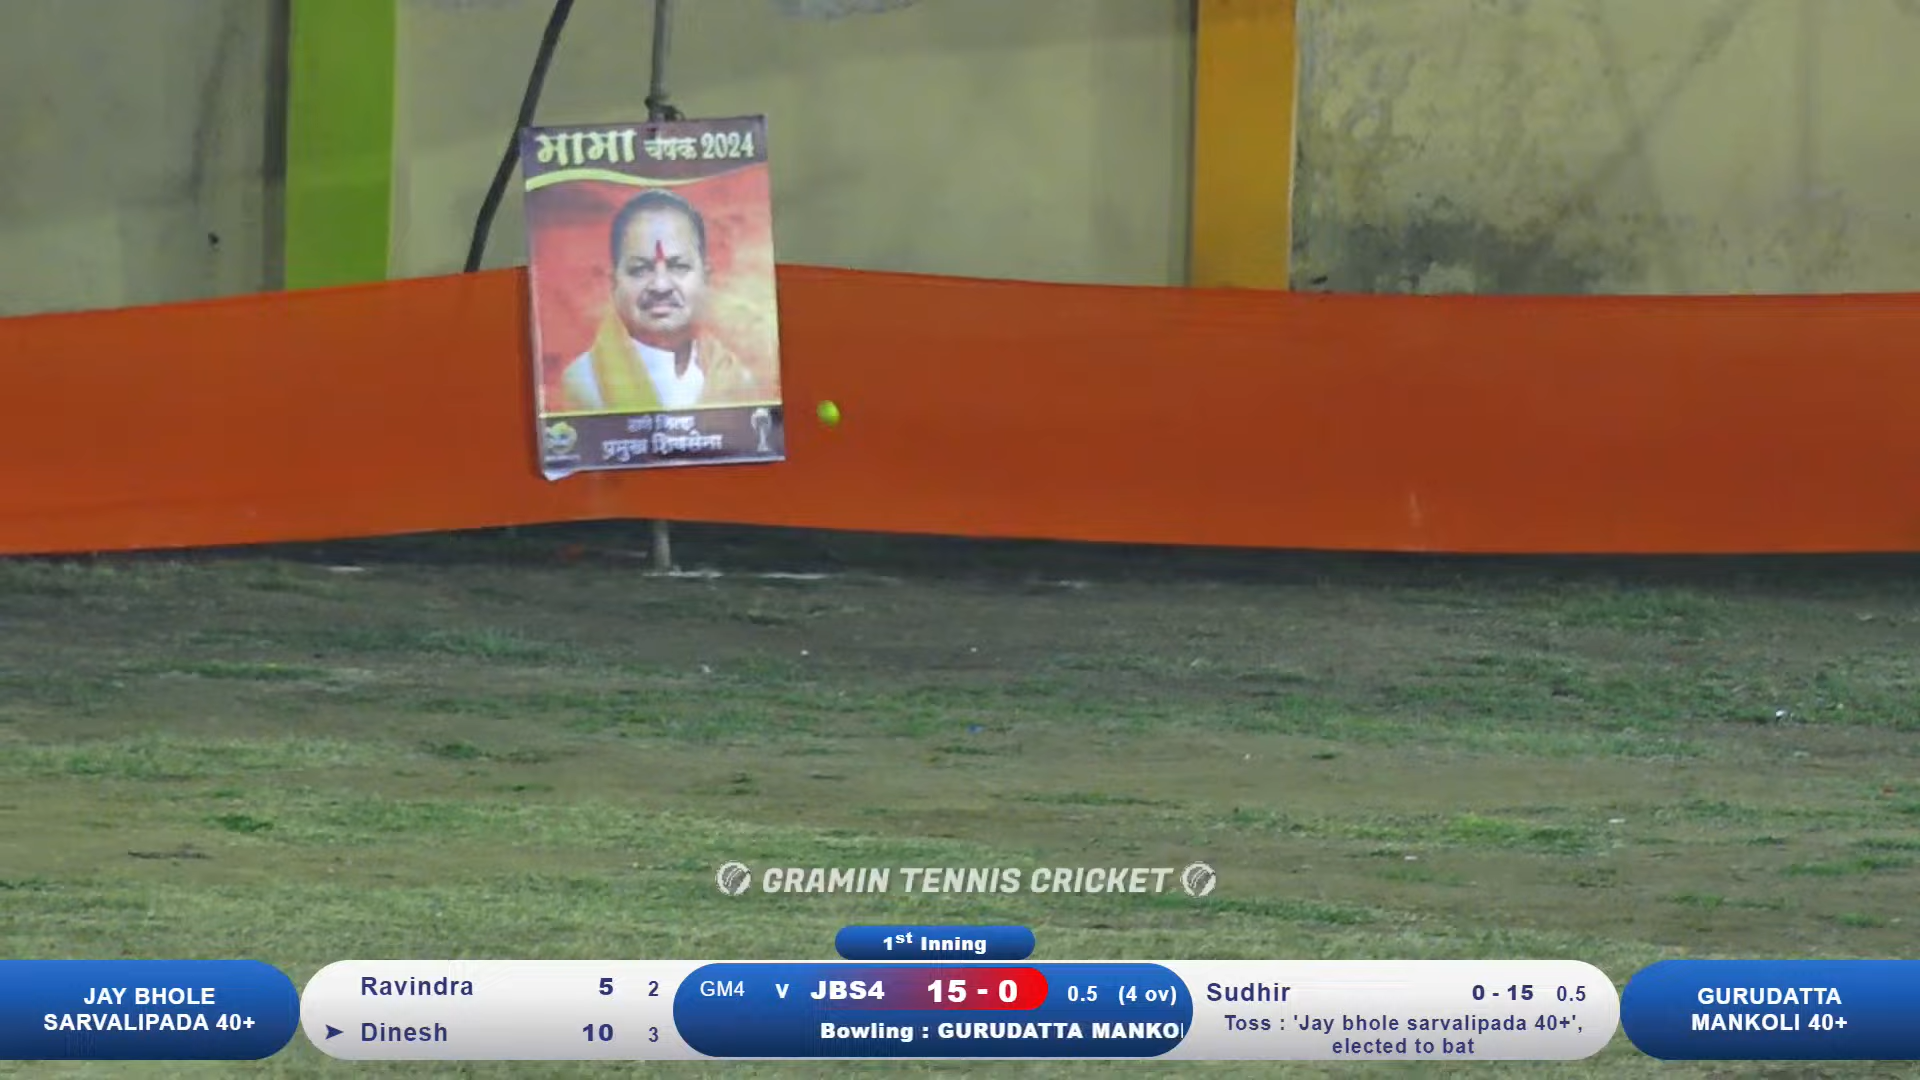 मामा चषक 2024
ठाणे जिल्हा
प्रमुख शिवसेना
GRAMIN TENNIS CRICKET
1st Inning
JAY BHOLE
SARVALIPADA 40+
Ravindra 5 2
➤ Dinesh 10 3
GM4 v JBS4 15 - 0 0.5 (4 ov)
Bowling : GURUDATTA MANKO
Sudhir 0 - 15 0.5
Toss : 'Jay bhole sarvalipada 40+',
elected to bat
GURUDATTA
MANKOLI 40+